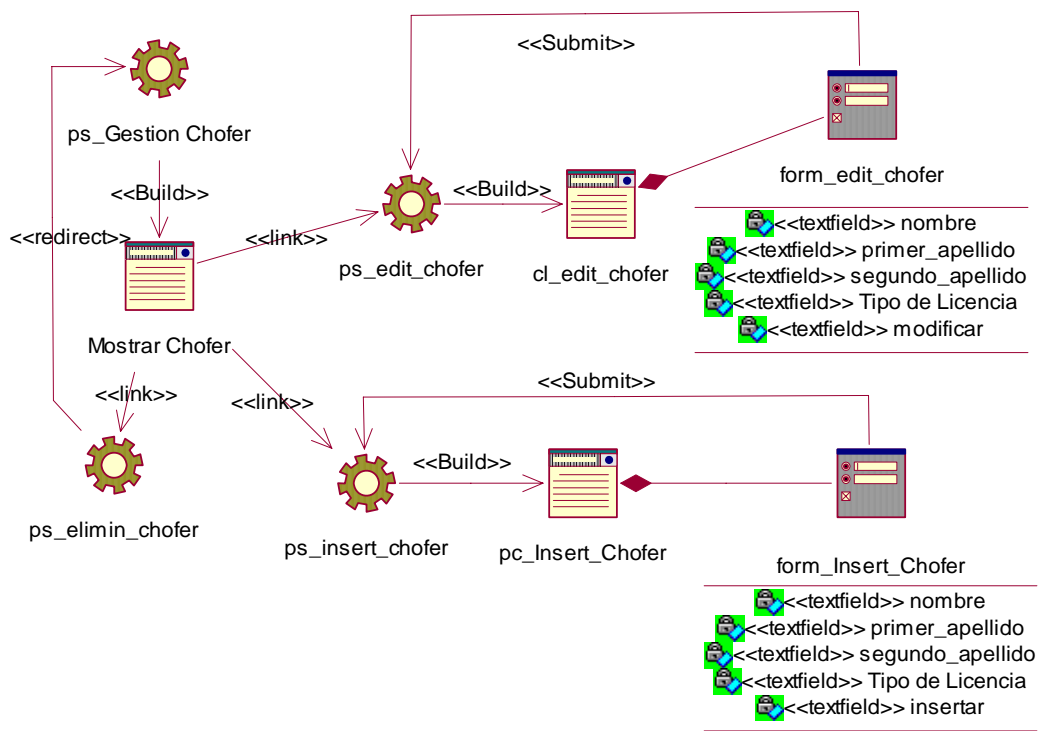 <<Submit>>
ps_Gestion Chofer
<<Build>>
<<redirect>>
<<link>>
ps_edit_chofer
<<Build>>
cl_edit_chofer
form_edit_chofer
<<textfield>> nombre
<<textfield>> primer_apellido
<<textfield>> segundo_apellido
<<textfield>> Tipo de Licencia
<<textfield>> modificar
Mostrar Chofer
<<link>>
<<link>>
<<Submit>>
ps_elimin_chofer
<<Build>>
ps_insert_chofer
pc_Insert_Chofer
form_Insert_Chofer
<<textfield>> nombre
<<textfield>> primer_apellido
<<textfield>> segundo_apellido
<<textfield>> Tipo de Licencia
<<textfield>> insertar